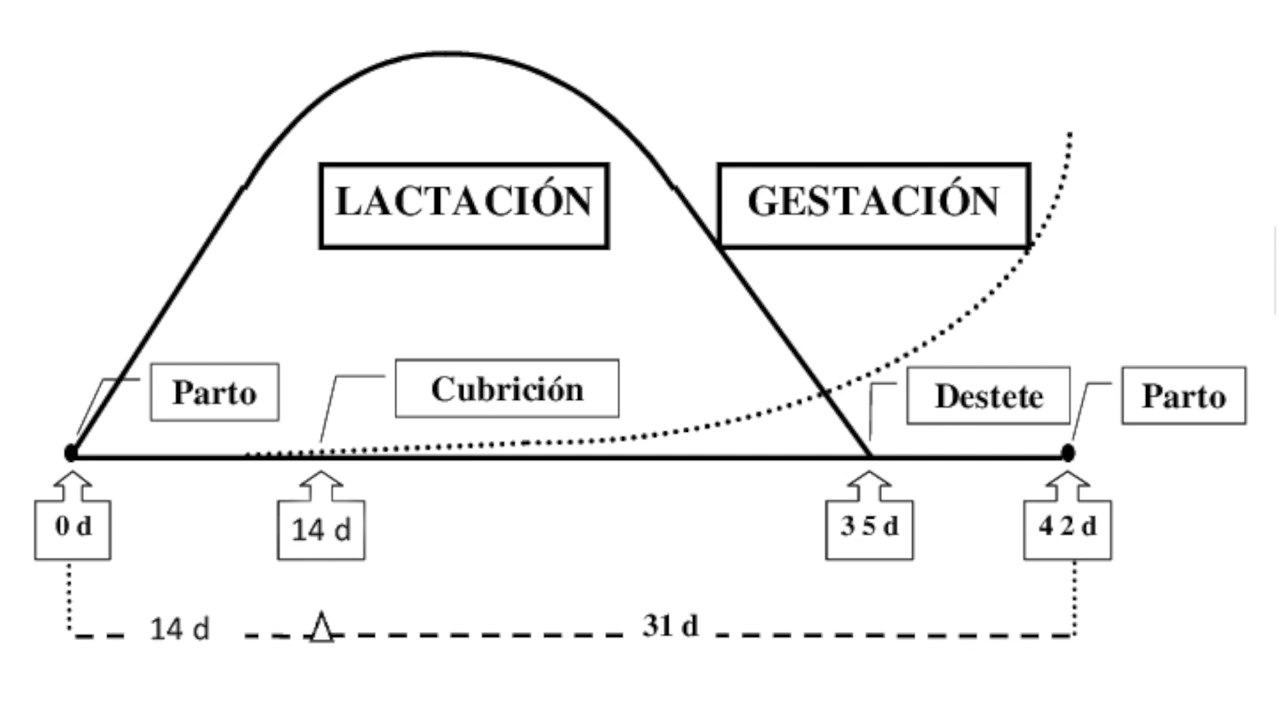 LACTACIÓN
GESTACIÓN
Parto
Cubrición
Destete
Parto
0 d
14 d
3 5 d
4 2 d
14 d
31 d